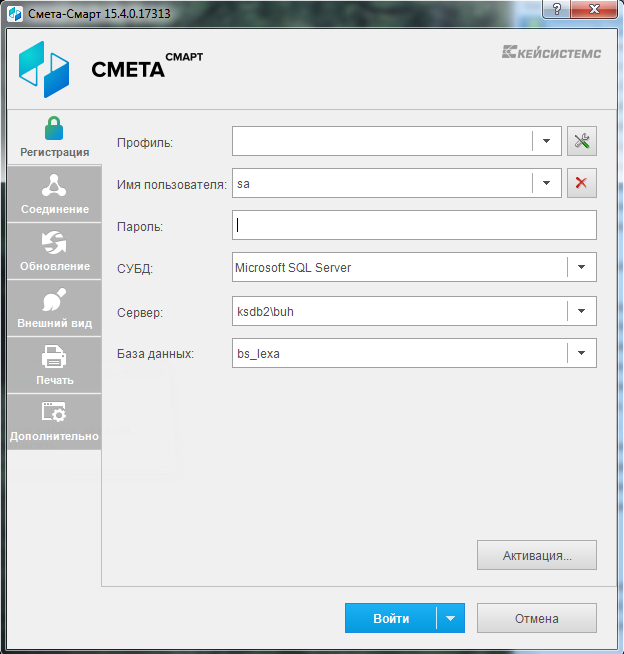 Смета-Смарт 15.4.0.17313
?
СМЕТА СМАРТ
КЕЙСИСТЕМС
Регистрация
Соединение
Обновление
Внешний вид
Печать
Дополнительно
Профиль:
Имя пользователя: sa
Пароль:
СУБД: Microsoft SQL Server
Сервер: ksdb2\buh
База данных: bs_lexa
Активация...
Войти
Отмена